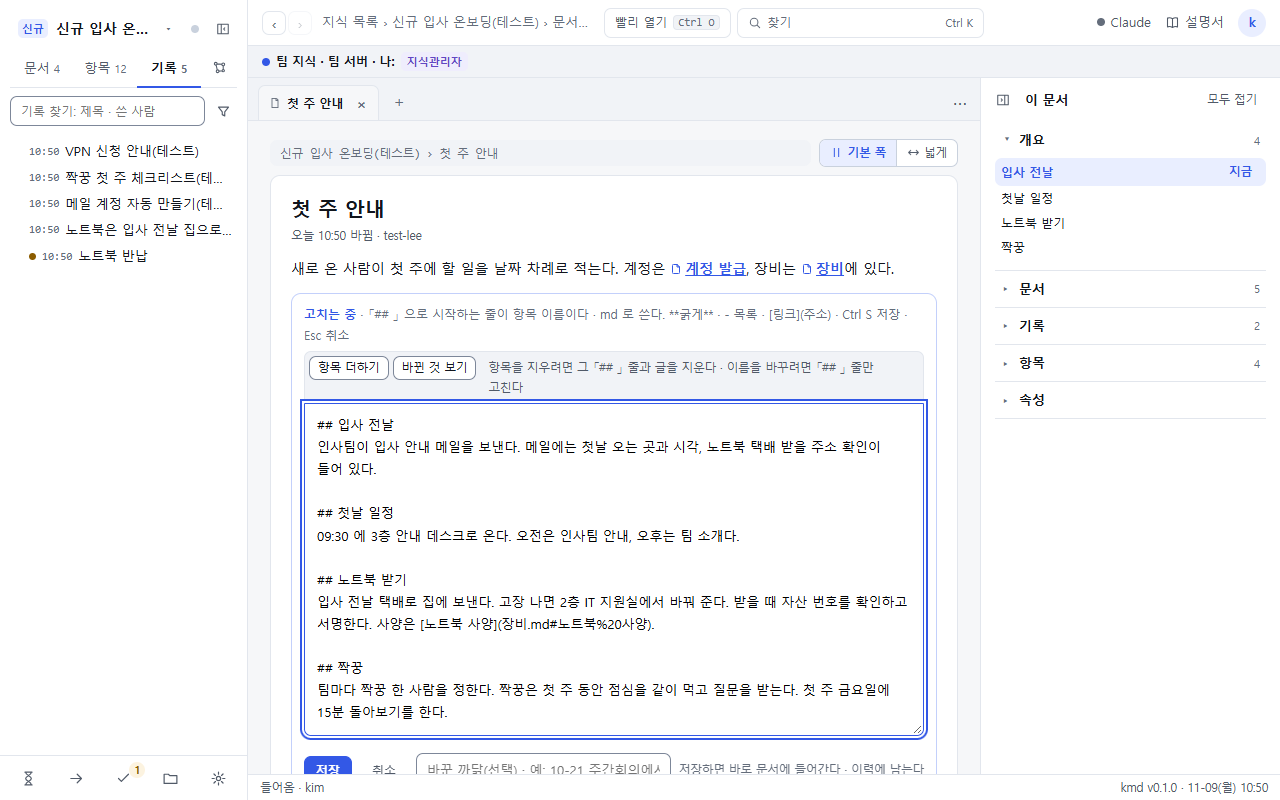 신규 신규 입사 온...
문서 4 항목 12 기록 5
기록 찾기: 제목 · 쓴 사람
10:50 VPN 신청 안내(테스트)
10:50 짝꿍 첫 주 체크리스트(테...
10:50 메일 계정 자동 만들기(테...
10:50 노트북은 입사 전날 집으로...
10:50 노트북 반납
1
지식 목록 › 신규 입사 온보딩(테스트) › 문서...
빨리 열기 Ctrl O
찾기 Ctrl K
Claude 설명서 k
팀 지식 · 팀 서버 · 나: 지식관리자
첫 주 안내 × +
신규 입사 온보딩(테스트) › 첫 주 안내
기본 폭 넓게
첫 주 안내
오늘 10:50 바뀜 · test-lee
새로 온 사람이 첫 주에 할 일을 날짜 차례로 적는다. 계정은 계정 발급, 장비는 장비에 있다.
고치는 중 · 「## 」으로 시작하는 줄이 항목 이름이다 · md 로 쓴다. **굵게** · - 목록 · [링크](주소) · Ctrl S 저장 ·
Esc 취소
항목 더하기 바뀐 것 보기 항목을 지우려면 그 「## 」줄과 글을 지운다 · 이름을 바꾸려면 「## 」줄만
고친다
## 입사 전날
인사팀이 입사 안내 메일을 보낸다. 메일에는 첫날 오는 곳과 시각, 노트북 택배 받을 주소 확인이
들어 있다.
## 첫날 일정
09:30 에 3층 안내 데스크로 온다. 오전은 인사팀 안내, 오후는 팀 소개다.
## 노트북 받기
입사 전날 택배로 집에 보낸다. 고장 나면 2층 IT 지원실에서 바꿔 준다. 받을 때 자산 번호를 확인하고
서명한다. 사양은 [노트북 사양](장비.md#노트북%20사양).
## 짝꿍
팀마다 짝꿍 한 사람을 정한다. 짝꿍은 첫 주 동안 점심을 같이 먹고 질문을 받는다. 첫 주 금요일에
15분 돌아보기를 한다.
저장 취소 바꾼 까닭(선택) · 예: 10-21 주간회의에서 저장하면 바로 문서에 들어간다 · 이력에 남는다
이 문서 모두 접기
개요 4
입사 전날 지금
첫날 일정
노트북 받기
짝꿍
문서 5
기록 2
항목 4
속성
들어옴 · kim
kmd v0.1.0 · 11-09(월) 10:50